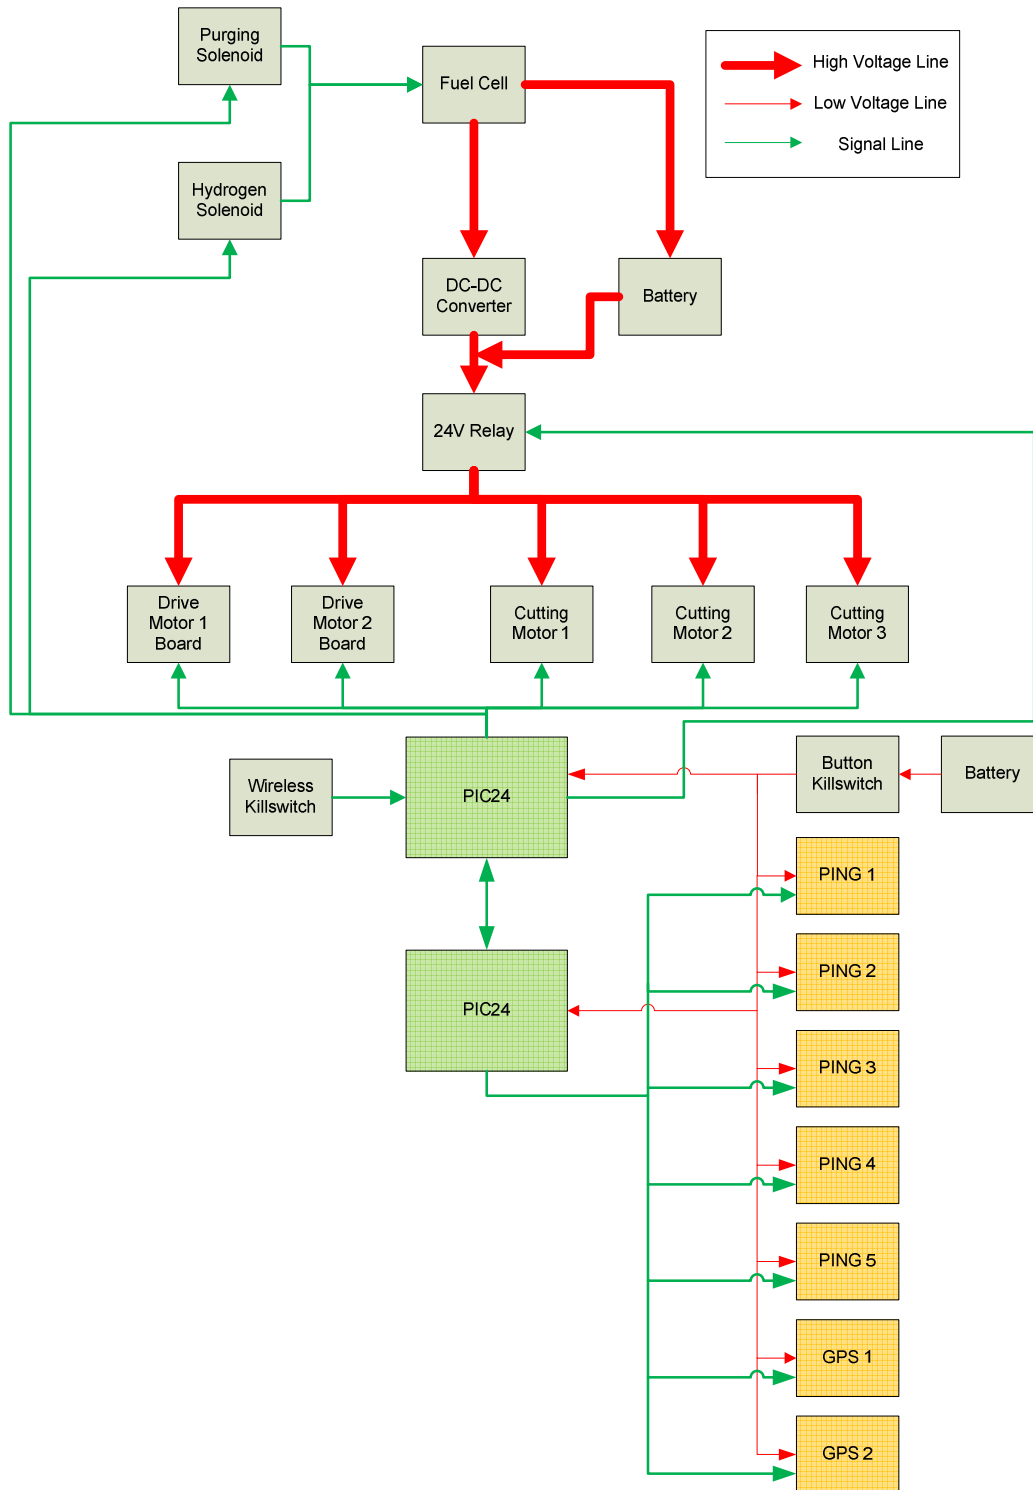 Purging
Solenoid
Fuel Cell
High Voltage Line
Low Voltage Line
Signal Line
Hydrogen
Solenoid
DC-DC
Converter
Battery
24V Relay
Drive
Motor 1
Board
Drive
Motor 2
Board
Cutting
Motor 1
Cutting
Motor 2
Cutting
Motor 3
Wireless
Killswitch
PIC24
Button
Killswitch
Battery
PING 1
PING 2
PIC24
PING 3
PING 4
PING 5
GPS 1
GPS 2